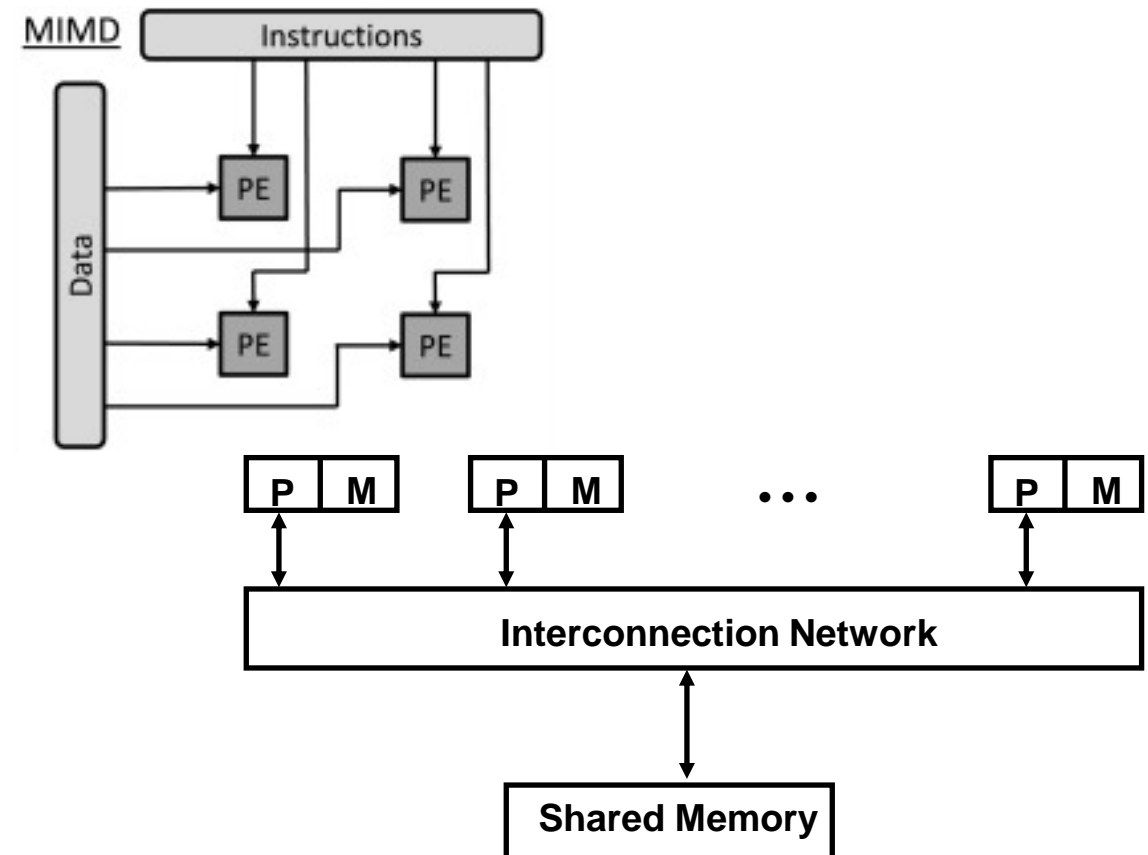 MIMD Instructions
Data
PE PE
PE PE
P M P M ... P M
Interconnection Network
Shared Memory